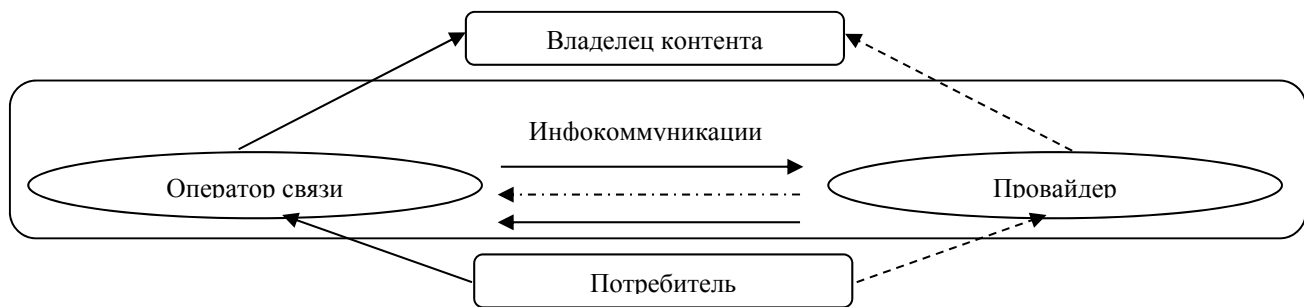 Владелец контента
Инфокоммуникации
Оператор связи
Провайдер
Потребитель